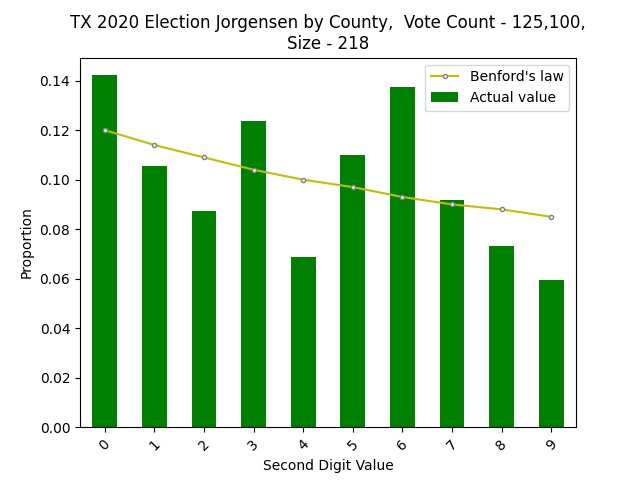 TX 2020 Election Jorgensen by County,  Vote Count - 125,100,
Size - 218
Benford's law
Actual value
0.14
0.12
0.10
0.08
0.06
0.04
0.02
0.00
Proportion
0 1 2 3 4 5 6 7 8 9
Second Digit Value